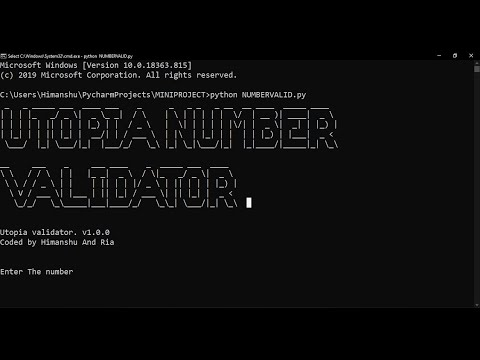 Select C:\Windows\System32\cmd.exe - python  NUMBERVALID.py
Microsoft Windows [Version 10.0.18363.815]
(c) 2019 Microsoft Corporation. All rights reserved.
C:\Users\Himanshu\PycharmProjects\MINIPROJECT>python NUMBERVALID.py
UTOPIA NUMBER
VALIDATOR
Utopia validator. v1.0.0
Coded by Himanshu And Ria
Enter The number